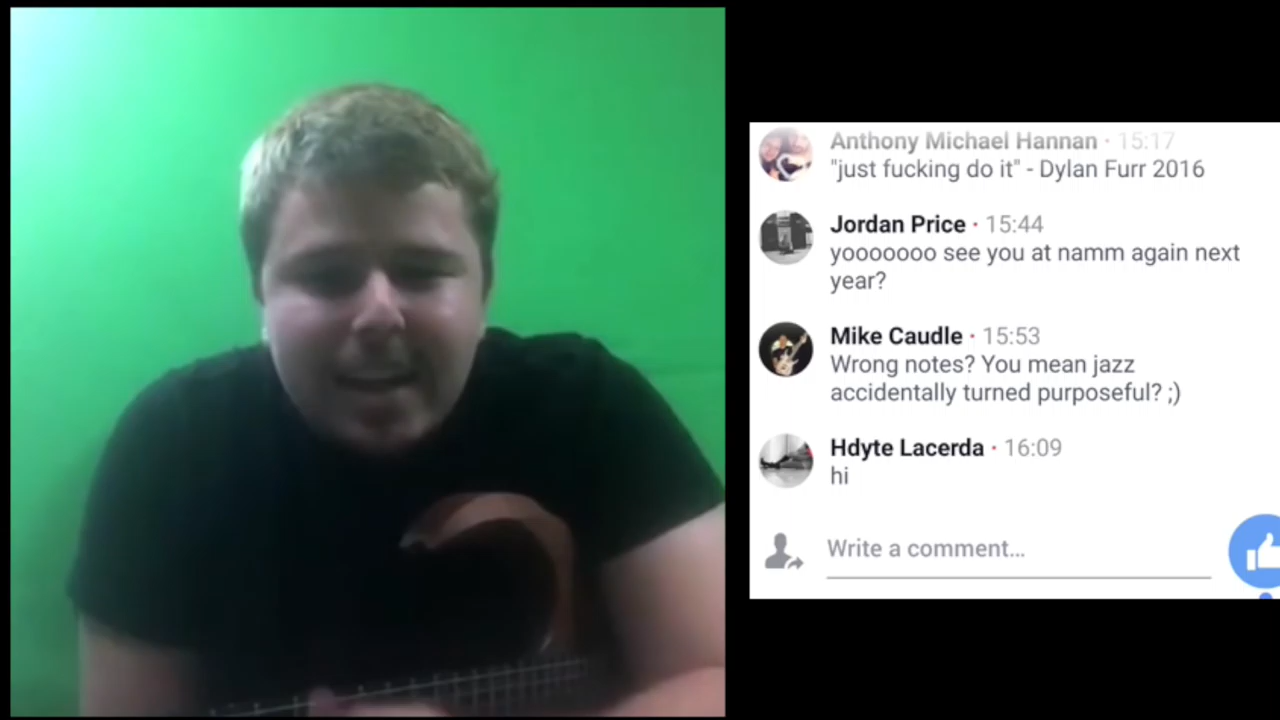 Anthony Michael Hannan · 15:17
"just fucking do it" - Dylan Furr 2016
Jordan Price · 15:44
yooooooo see you at namm again next
year?
Mike Caudle · 15:53
Wrong notes? You mean jazz
accidentally turned purposeful? ;)
Hdyte Lacerda · 16:09
hi
Write a comment...